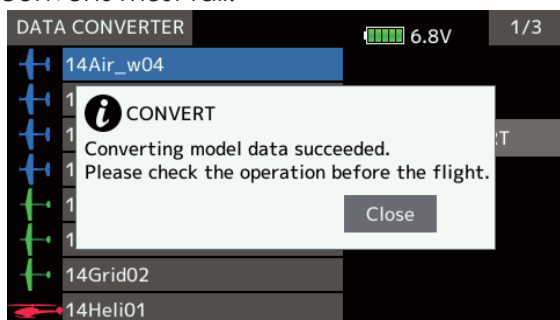 DATA CONVERTER
6.8V
1/3
14Air_w04
CONVERT
Converting model data succeeded.
Please check the operation before the flight.
Close
14Grid02
14Heli01